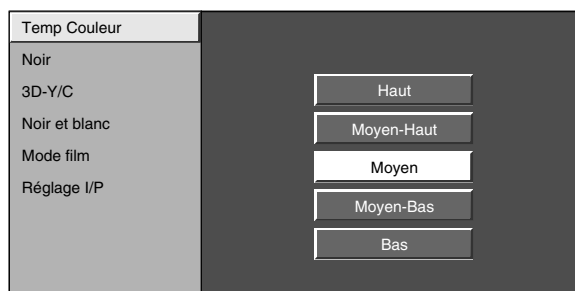 Temp Couleur
Noir
3D-Y/C
Noir et blanc
Mode film
Réglage I/P
Haut
Moyen-Haut
Moyen
Moyen-Bas
Bas